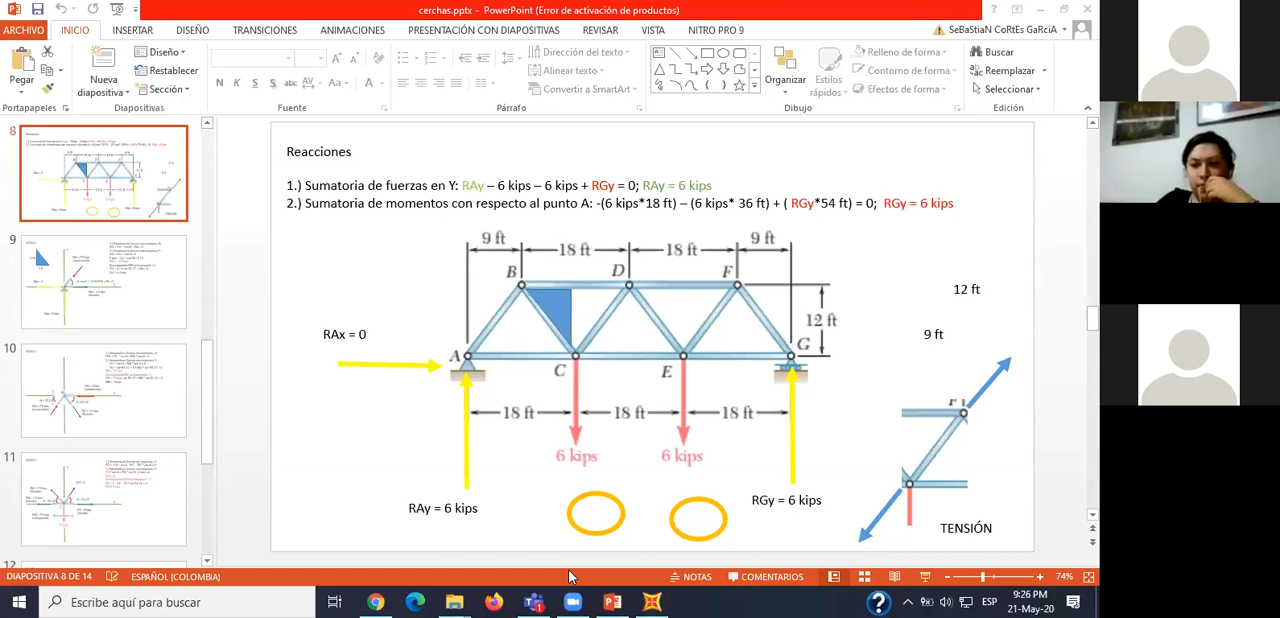 cerchas.pptx - PowerPoint (Error de activación de productos)
ARCHIVO INICIO INSERTAR DISEÑO TRANSICIONES ANIMACIONES PRESENTACIÓN CON DIAPOSITIVAS REVISAR VISTA NITRO PRO 9 SeBaStiaN CoRtEs GaRciA
Pegar
Nueva diapositiva
Diseño
Restablecer
Sección
N K S S abc AV Aa A
Dirección del texto
Alinear texto
Convertir a SmartArt
Organizar
Estilos rápidos
Relleno de forma
Contorno de forma
Efectos de forma
Buscar
Reemplazar
Seleccionar
Portapapeles Diapositivas Fuente Párrafo Dibujo Edición
8
9
10
11
12
Reacciones
1.) Sumatoria de fuerzas en Y: RAy – 6 kips – 6 kips + RGy = 0; RAy = 6 kips
2.) Sumatoria de momentos con respecto al punto A: -(6 kips*18 ft) – (6 kips* 36 ft) + ( RGy*54 ft) = 0; RGy = 6 kips
9 ft 18 ft 18 ft 9 ft
B D F
12 ft
12 ft
9 ft
RAx = 0
A C E G
18 ft 18 ft 18 ft
6 kips 6 kips
RAy = 6 kips
RGy = 6 kips
TENSIÓN
DIAPOSITIVA 8 DE 14 ESPAÑOL (COLOMBIA) NOTAS COMENTARIOS 74%
Escribe aquí para buscar
ESP
9:26 PM
21-May-20